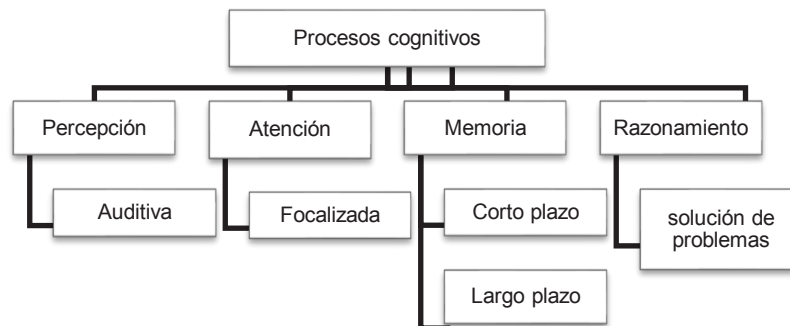 Procesos cognitivos
Percepción
Atención
Memoria
Razonamiento
Auditiva
Focalizada
Corto plazo
solución de
problemas
Largo plazo